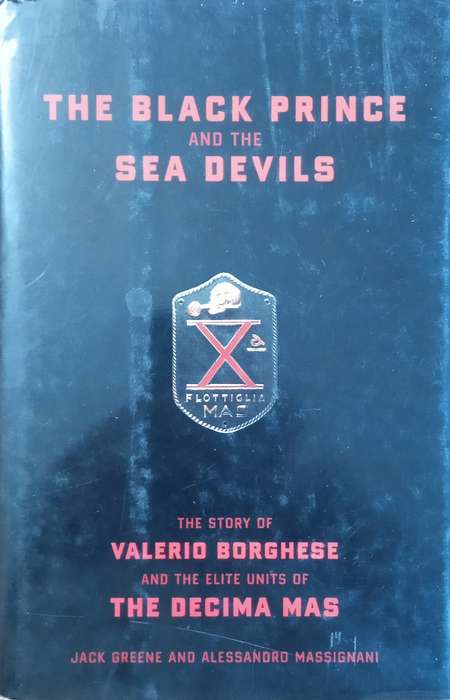 THE BLACK PRINCE
AND THE
SEA DEVILS
X a
FLOTTIGLIA
MAS
THE STORY OF
VALERIO BORGHESE
AND THE ELITE UNITS OF
THE DECIMA MAS
JACK GREENE AND ALESSANDRO MASSIGNANI